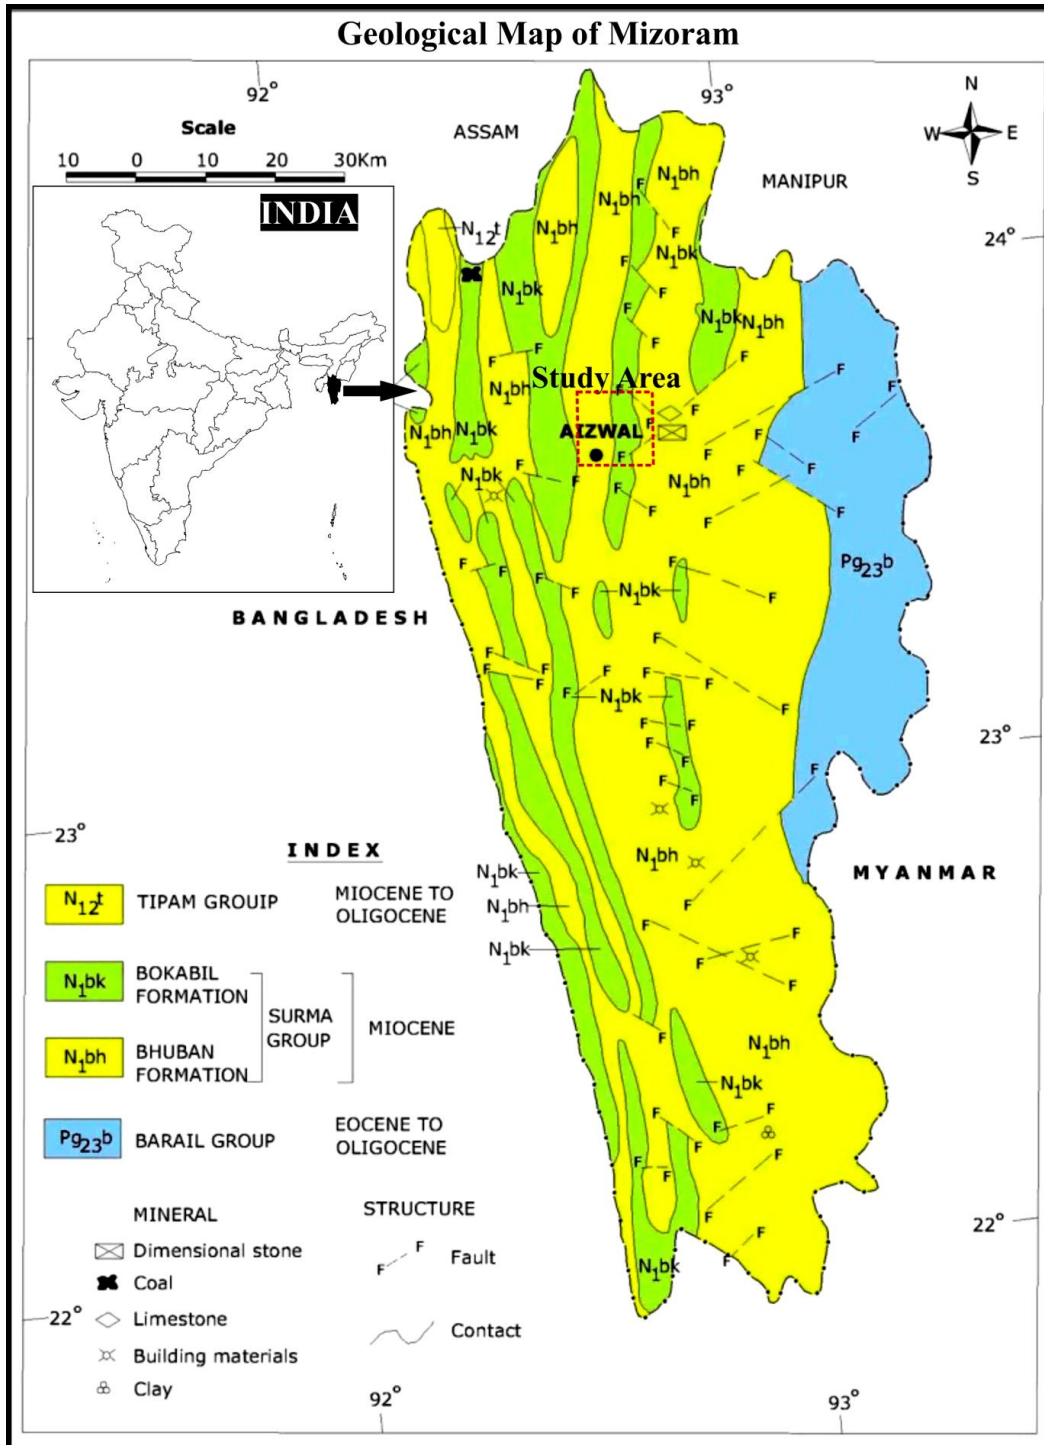 Geological Map of Mizoram
92°
93°
Scale
10 0 10 20 30Km
ASSAM
MANIPUR
N
W E
S
INDIA
24°
N₁bh
N₁bh
N₁₂t
N₁bh
N₁bk
N₁bk
N₁bk
N₁bh
Study Area
N₁bh
AIZWAL
N₁bh
N₁bk
N₁bk
N₁bh
Pg₂₃b
N₁bk
BANGLADESH
N₁bk
23°
23°
N₁bh
MYANMAR
N₁bk
N₁bh
N₁bk
N₁bh
N₁bk
22°
N₁bk
INDEX
N₁₂t TIPAM GROUIP MIOCENE TO
OLIGOCENE
N₁bk BOKABIL
FORMATION
SURMA
GROUP
MIOCENE
N₁bh BHUBAN
FORMATION
Pg₂₃b BARAIL GROUP EOCENE TO
OLIGOCENE
MINERAL
Dimensional stone
Coal
Limestone
Building materials
Clay
STRUCTURE
F F Fault
Contact
22°
92°
93°